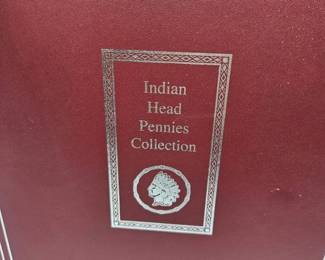 Indian
Head
Pennies
Collection